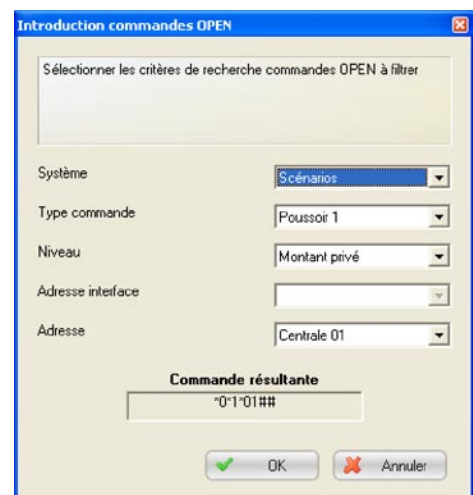 Introduction commandes OPEN
Sélectionner les critères de recherche commandes OPEN à filtrer
Système Scénarios
Type commande Poussoir 1
Niveau Montant privé
Adresse interface
Adresse Centrale 01
Commande résultante
*0*1*01##
OK Annuler